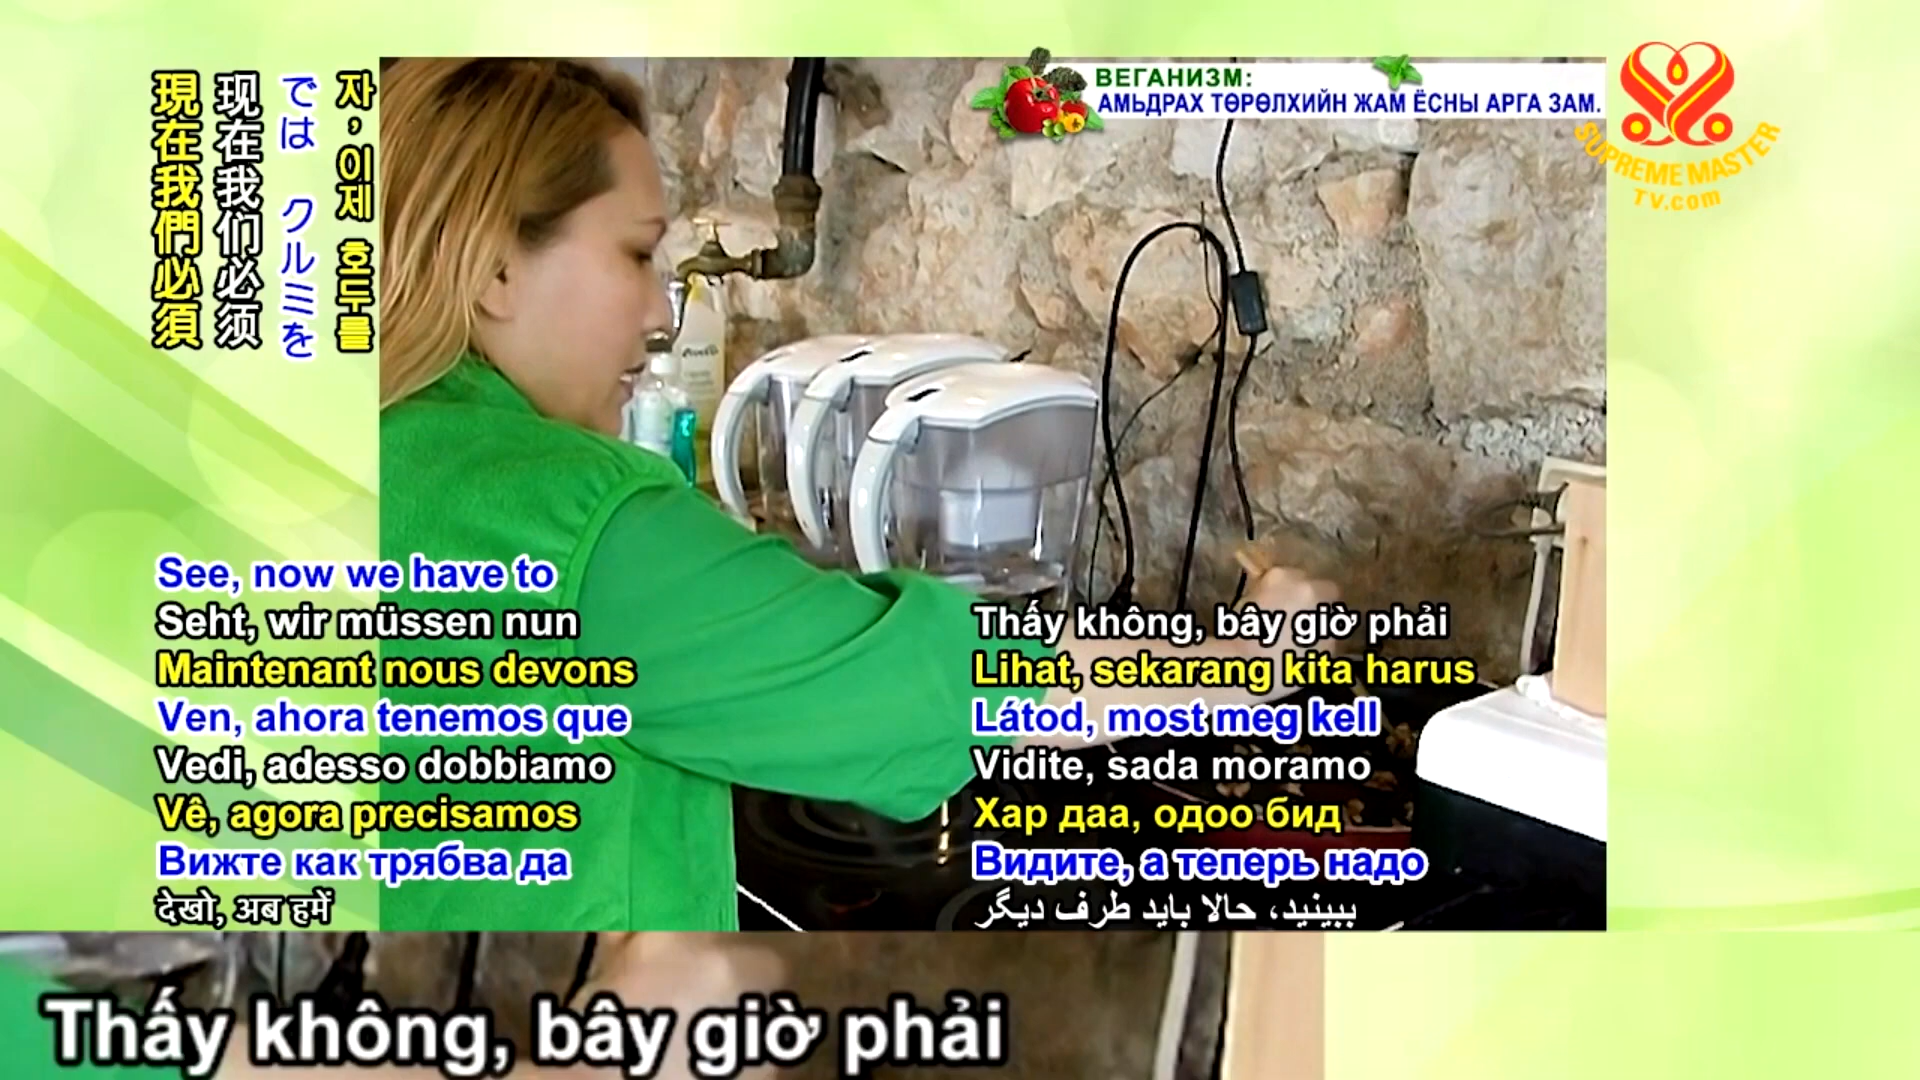 現在我們必須
现在我们必须
では クルミを
자, 이제 호두를
ВЕГАНИЗМ:
АМЬДРАХ ТӨРӨЛХИЙН ЖАМ ЁСНЫ АРГА ЗАМ.
SUPREME MASTER
TV.com
See, now we have to
Seht, wir müssen nun
Maintenant nous devons
Ven, ahora tenemos que
Vedi, adesso dobbiamo
Vê, agora precisamos
Вижте как трябва да
देखो, अब हमें
Thấy không, bây giờ phải
Lihat, sekarang kita harus
Látod, most meg kell
Vidite, sada moramo
Хар даа, одоо бид
Видите, а теперь надо
ببینید، حالا باید طرف دیگر
Thấy không, bây giờ phải